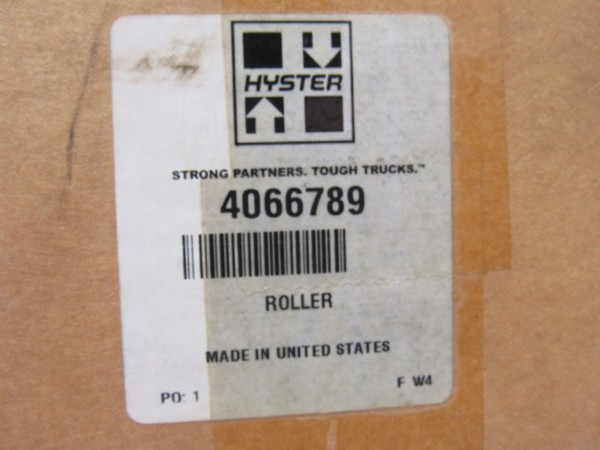 HYSTER
STRONG PARTNERS. TOUGH TRUCKS.™
4066789
ROLLER
MADE IN UNITED STATES
PO: 1
F W4